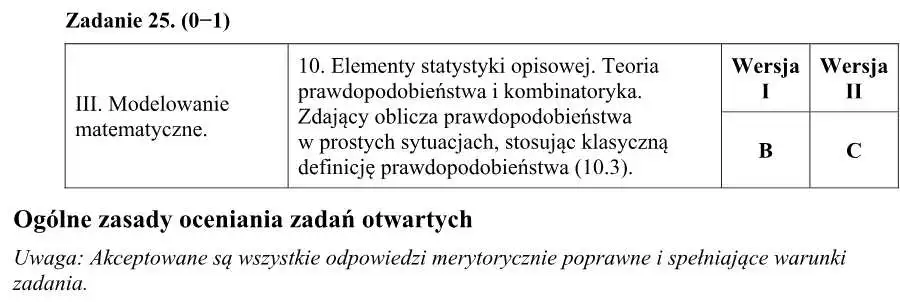 Zadanie 25. (0−1)
III. Modelowanie
matematyczne.
10. Elementy statystyki opisowej. Teoria
prawdopodobieństwa i kombinatoryka.
Zdający oblicza prawdopodobieństwa
w prostych sytuacjach, stosując klasyczną
definicję prawdopodobieństwa (10.3).
Wersja
I
Wersja
II
B
C
Ogólne zasady oceniania zadań otwartych
Uwaga: Akceptowane są wszystkie odpowiedzi merytorycznie poprawne i spełniające warunki
zadania.